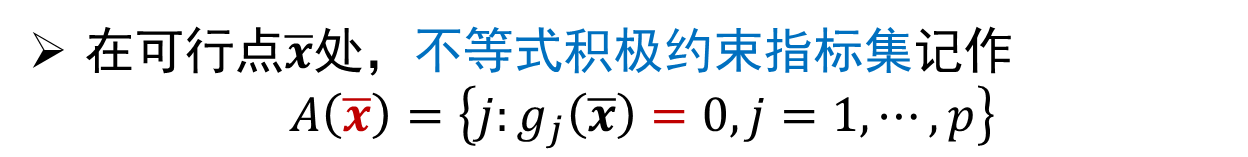 ➢ 在可行点x̅处，不等式积极约束指标集记作
A(x̅) = {j: gⱼ(x̅) = 0, j = 1, ⋯, p}